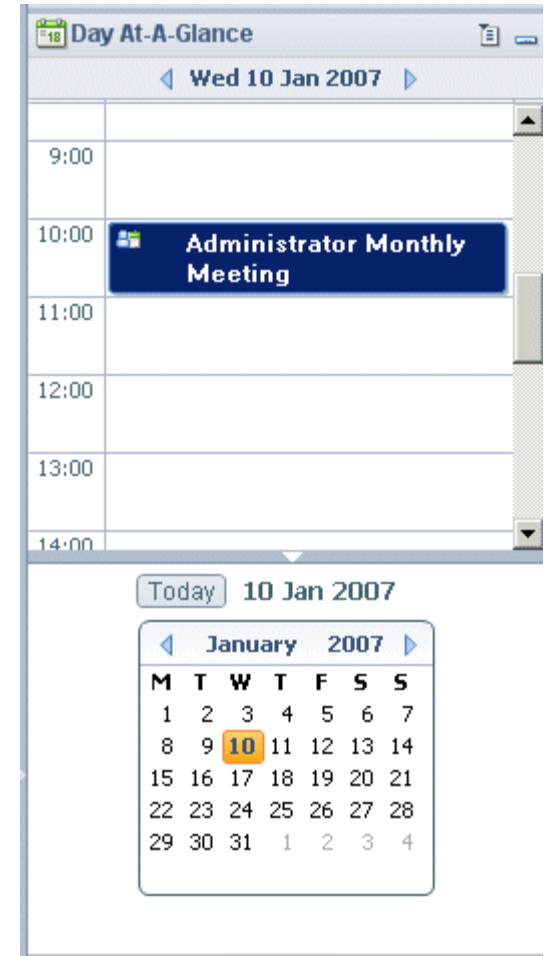 18 Day At-A-Glance
Wed 10 Jan 2007
9:00
10:00 Administrator Monthly
Meeting
11:00
12:00
13:00
14:00
Today 10 Jan 2007
January 2007
M T W T F S S
1 2 3 4 5 6 7
8 9 10 11 12 13 14
15 16 17 18 19 20 21
22 23 24 25 26 27 28
29 30 31 1 2 3 4